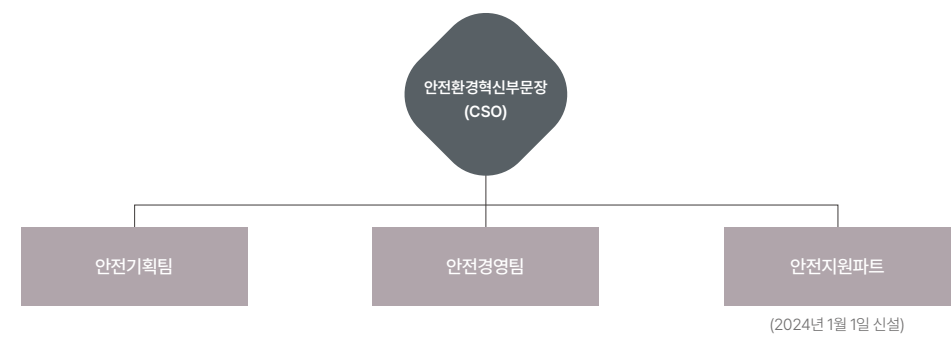 안전환경혁신부문장
(CSO)
안전기획팀
안전경영팀
안전지원파트
(2024년 1월 1일 신설)